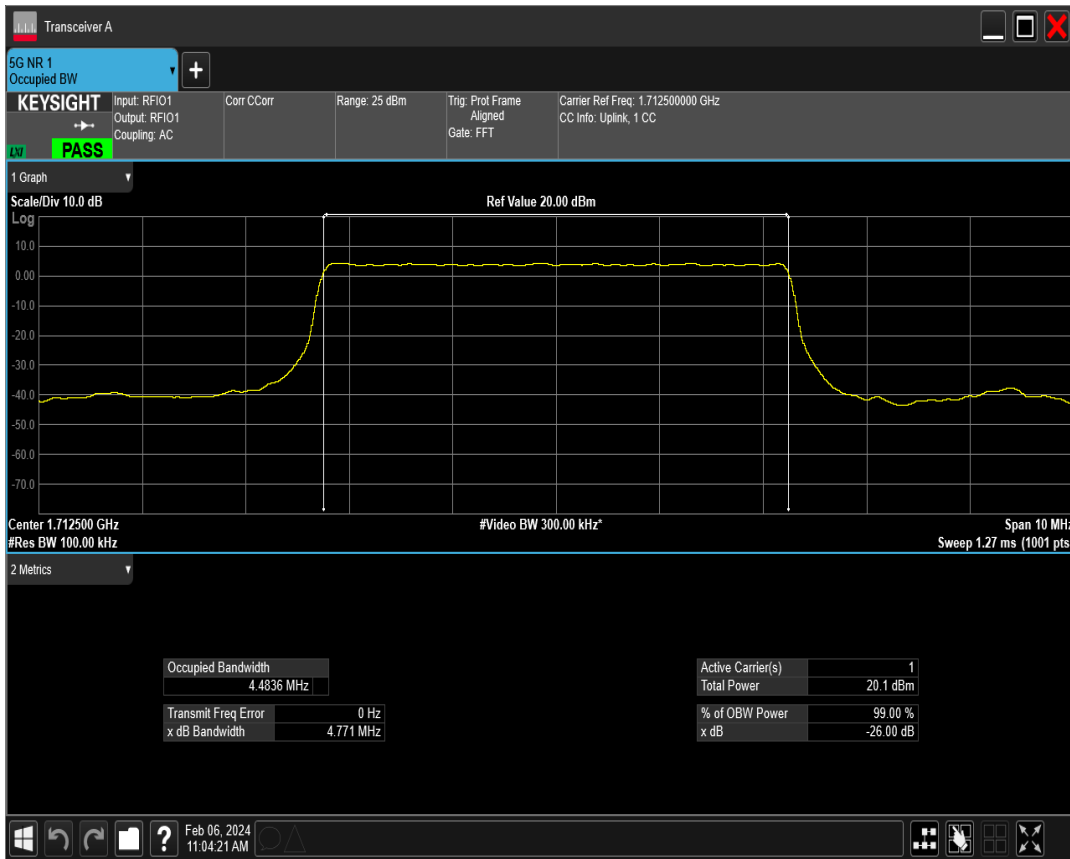 Transceiver A
5G NR 1
Occupied BW
+
KEYSIGHT
LXI
PASS
Input: RFIO1
Output: RFIO1
Coupling: AC
Corr CCorr
Range: 25 dBm
Trig: Prot Frame
Aligned
Gate: FFT
Carrier Ref Freq: 1.712500000 GHz
CC Info: Uplink, 1 CC
1 Graph
Scale/Div 10.0 dB
Ref Value 20.00 dBm
Log
10.0
0.00
-10.0
-20.0
-30.0
-40.0
-50.0
-60.0
-70.0
Center 1.712500 GHz
#Video BW 300.00 kHz*
Span 10 MHz
#Res BW 100.00 kHz
Sweep 1.27 ms (1001 pts
2 Metrics
Occupied Bandwidth
4.4836 MHz
Transmit Freq Error 0 Hz
x dB Bandwidth 4.771 MHz
Active Carrier(s) 1
Total Power 20.1 dBm
% of OBW Power 99.00 %
x dB -26.00 dB
?
Feb 06, 2024
11:04:21 AM